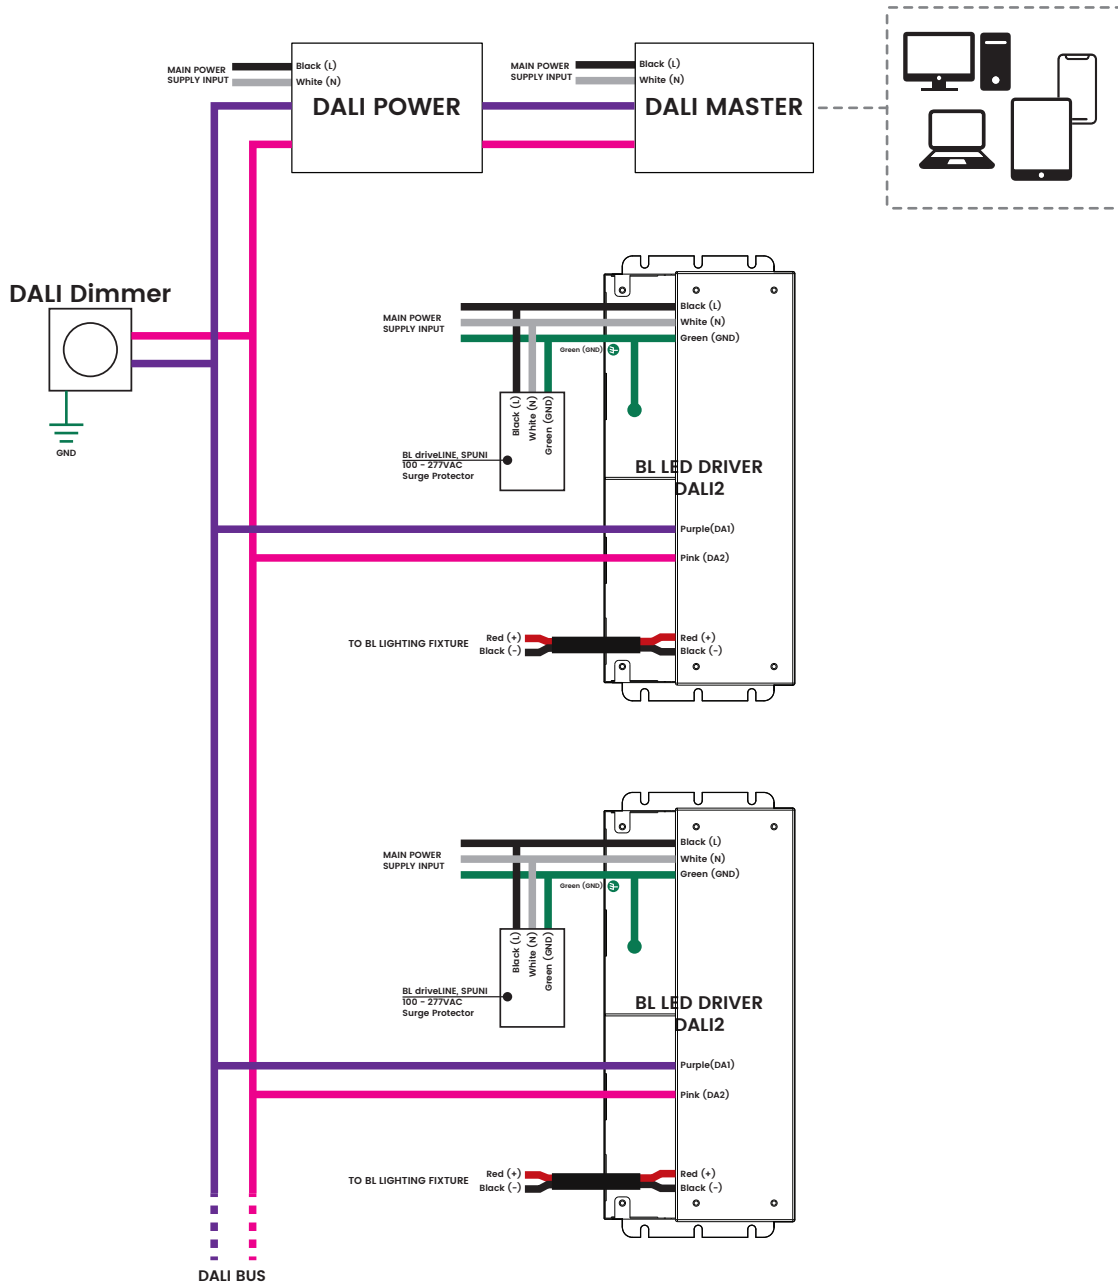 MAIN POWER
SUPPLY INPUT
Black (L)
White (N)
DALI POWER
MAIN POWER
SUPPLY INPUT
Black (L)
White (N)
DALI MASTER
DALI Dimmer
GND
MAIN POWER
SUPPLY INPUT
Black (L)
White (N)
Green (GND)
Green (GND)
Black (L)
White (N)
Green (GND)
BL driveLINE, SPUNI
100 - 277VAC
Surge Protector
BL LED DRIVER
DALI2
Purple(DA1)
Pink (DA2)
TO BL LIGHTING FIXTURE
Red (+)
Black (-)
Red (+)
Black (-)
MAIN POWER
SUPPLY INPUT
Black (L)
White (N)
Green (GND)
Green (GND)
Black (L)
White (N)
Green (GND)
BL driveLINE, SPUNI
100 - 277VAC
Surge Protector
BL LED DRIVER
DALI2
Purple(DA1)
Pink (DA2)
TO BL LIGHTING FIXTURE
Red (+)
Black (-)
Red (+)
Black (-)
DALI BUS